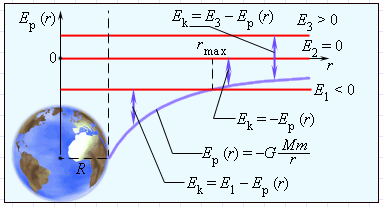 E_p (r)
E_k = E_3 − E_p (r)
E_3 > 0
r_max
E_2 = 0
0
r
E_1 < 0
E_k = −E_p (r)
E_p (r) = −G Mm/r
R
E_k = E_1 − E_p (r)